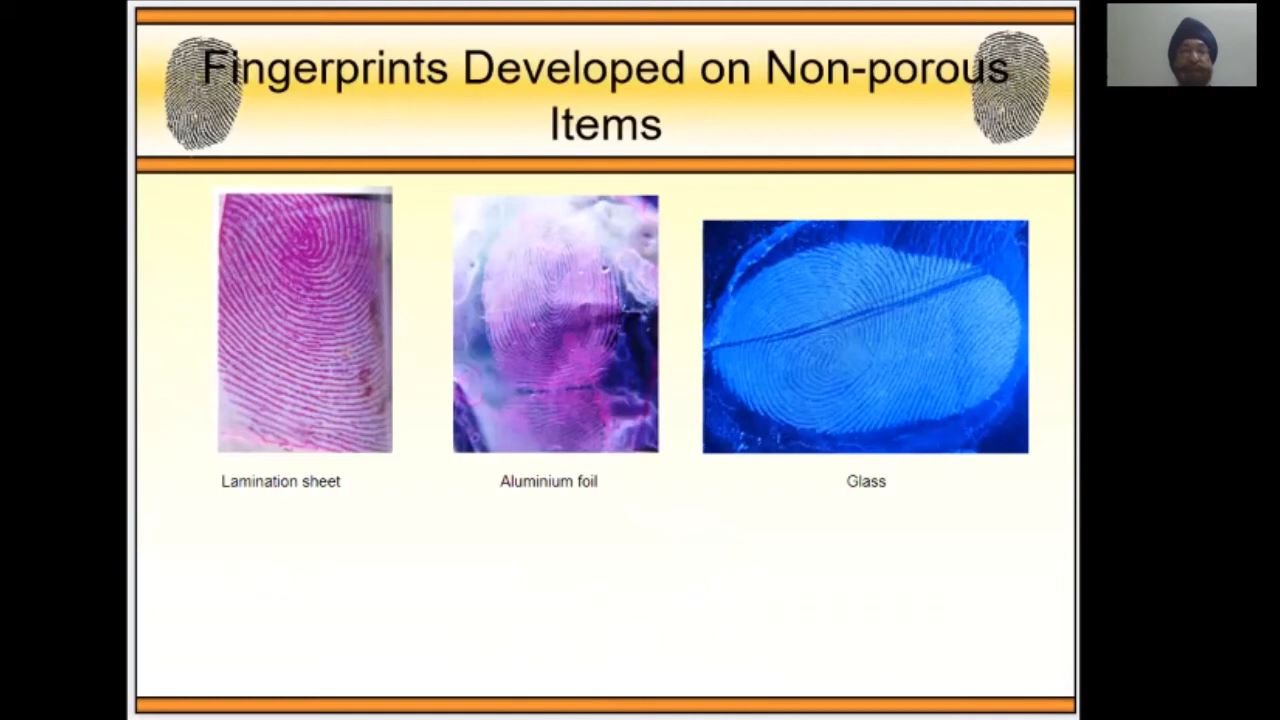 Fingerprints Developed on Non-porous
Items
Lamination sheet
Aluminium foil
Glass